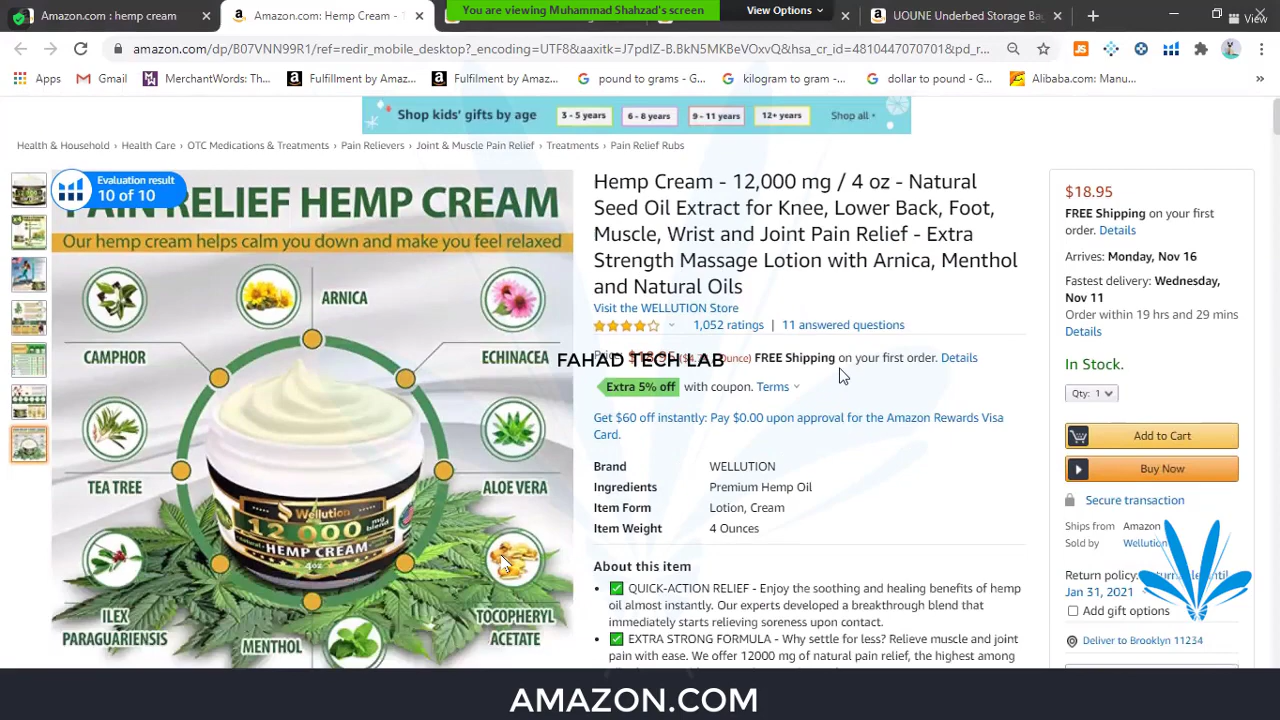 Amazon.com : hemp cream
Amazon.com: Hemp Cream - 1
You are viewing Muhammad Shahzad's screen
View Options
UOUNE Underbed Storage Bag
View
amazon.com/dp/B07VNN99R1/ref=redir_mobile_desktop?_encoding=UTF8&aaxitk=J7pdlZ-B.BkN5MKBeVOxvQ&hsa_cr_id=4810447070701&pd_r...
Apps
Gmail
MerchantWords: Th...
Fulfillment by Amaz...
Fulfilment by Amaz...
pound to grams - G...
kilogram to gram -...
dollar to pound - G...
Alibaba.com: Manu...
Shop kids' gifts by age
3 - 5 years
6 - 8 years
9 - 11 years
12+ years
Shop all
Health & Household › Health Care › OTC Medications & Treatments › Pain Relievers › Joint & Muscle Pain Relief › Treatments › Pain Relief Rubs
Evaluation result
10 of 10
RELIEF HEMP CREAM
Our hemp cream helps calm you down and make you feel relaxed
ARNICA
CAMPHOR
ECHINACEA
TEA TREE
ALOE VERA
Wellution
12 000 mg blend
HEMP CREAM
4oz
ILEX
PARAGUARIENSIS
MENTHOL
TOCOPHERYL
ACETATE
Hemp Cream - 12,000 mg / 4 oz - Natural
Seed Oil Extract for Knee, Lower Back, Foot,
Muscle, Wrist and Joint Pain Relief - Extra
Strength Massage Lotion with Arnica, Menthol
and Natural Oils
Visit the WELLUTION Store
1,052 ratings | 11 answered questions
FAHAD TECH LAB
Ounce) FREE Shipping on your first order. Details
Extra 5% off with coupon. Terms
Get $60 off instantly: Pay $0.00 upon approval for the Amazon Rewards Visa
Card.
Brand WELLUTION
Ingredients Premium Hemp Oil
Item Form Lotion, Cream
Item Weight 4 Ounces
About this item
• ✅ QUICK-ACTION RELIEF - Enjoy the soothing and healing benefits of hemp
oil almost instantly. Our experts developed a breakthrough blend that
immediately starts relieving soreness upon contact.
• ✅ EXTRA STRONG FORMULA - Why settle for less? Relieve muscle and joint
pain with ease. We offer 12000 mg of natural pain relief, the highest among
$18.95
FREE Shipping on your first
order. Details
Arrives: Monday, Nov 16
Fastest delivery: Wednesday,
Nov 11
Order within 19 hrs and 29 mins
Details
In Stock.
Qty: 1
Add to Cart
Buy Now
Secure transaction
Ships from Amazon
Sold by Wellution
Return policy:
Jan 31, 2021
Add gift options
Deliver to Brooklyn 11234
AMAZON.COM